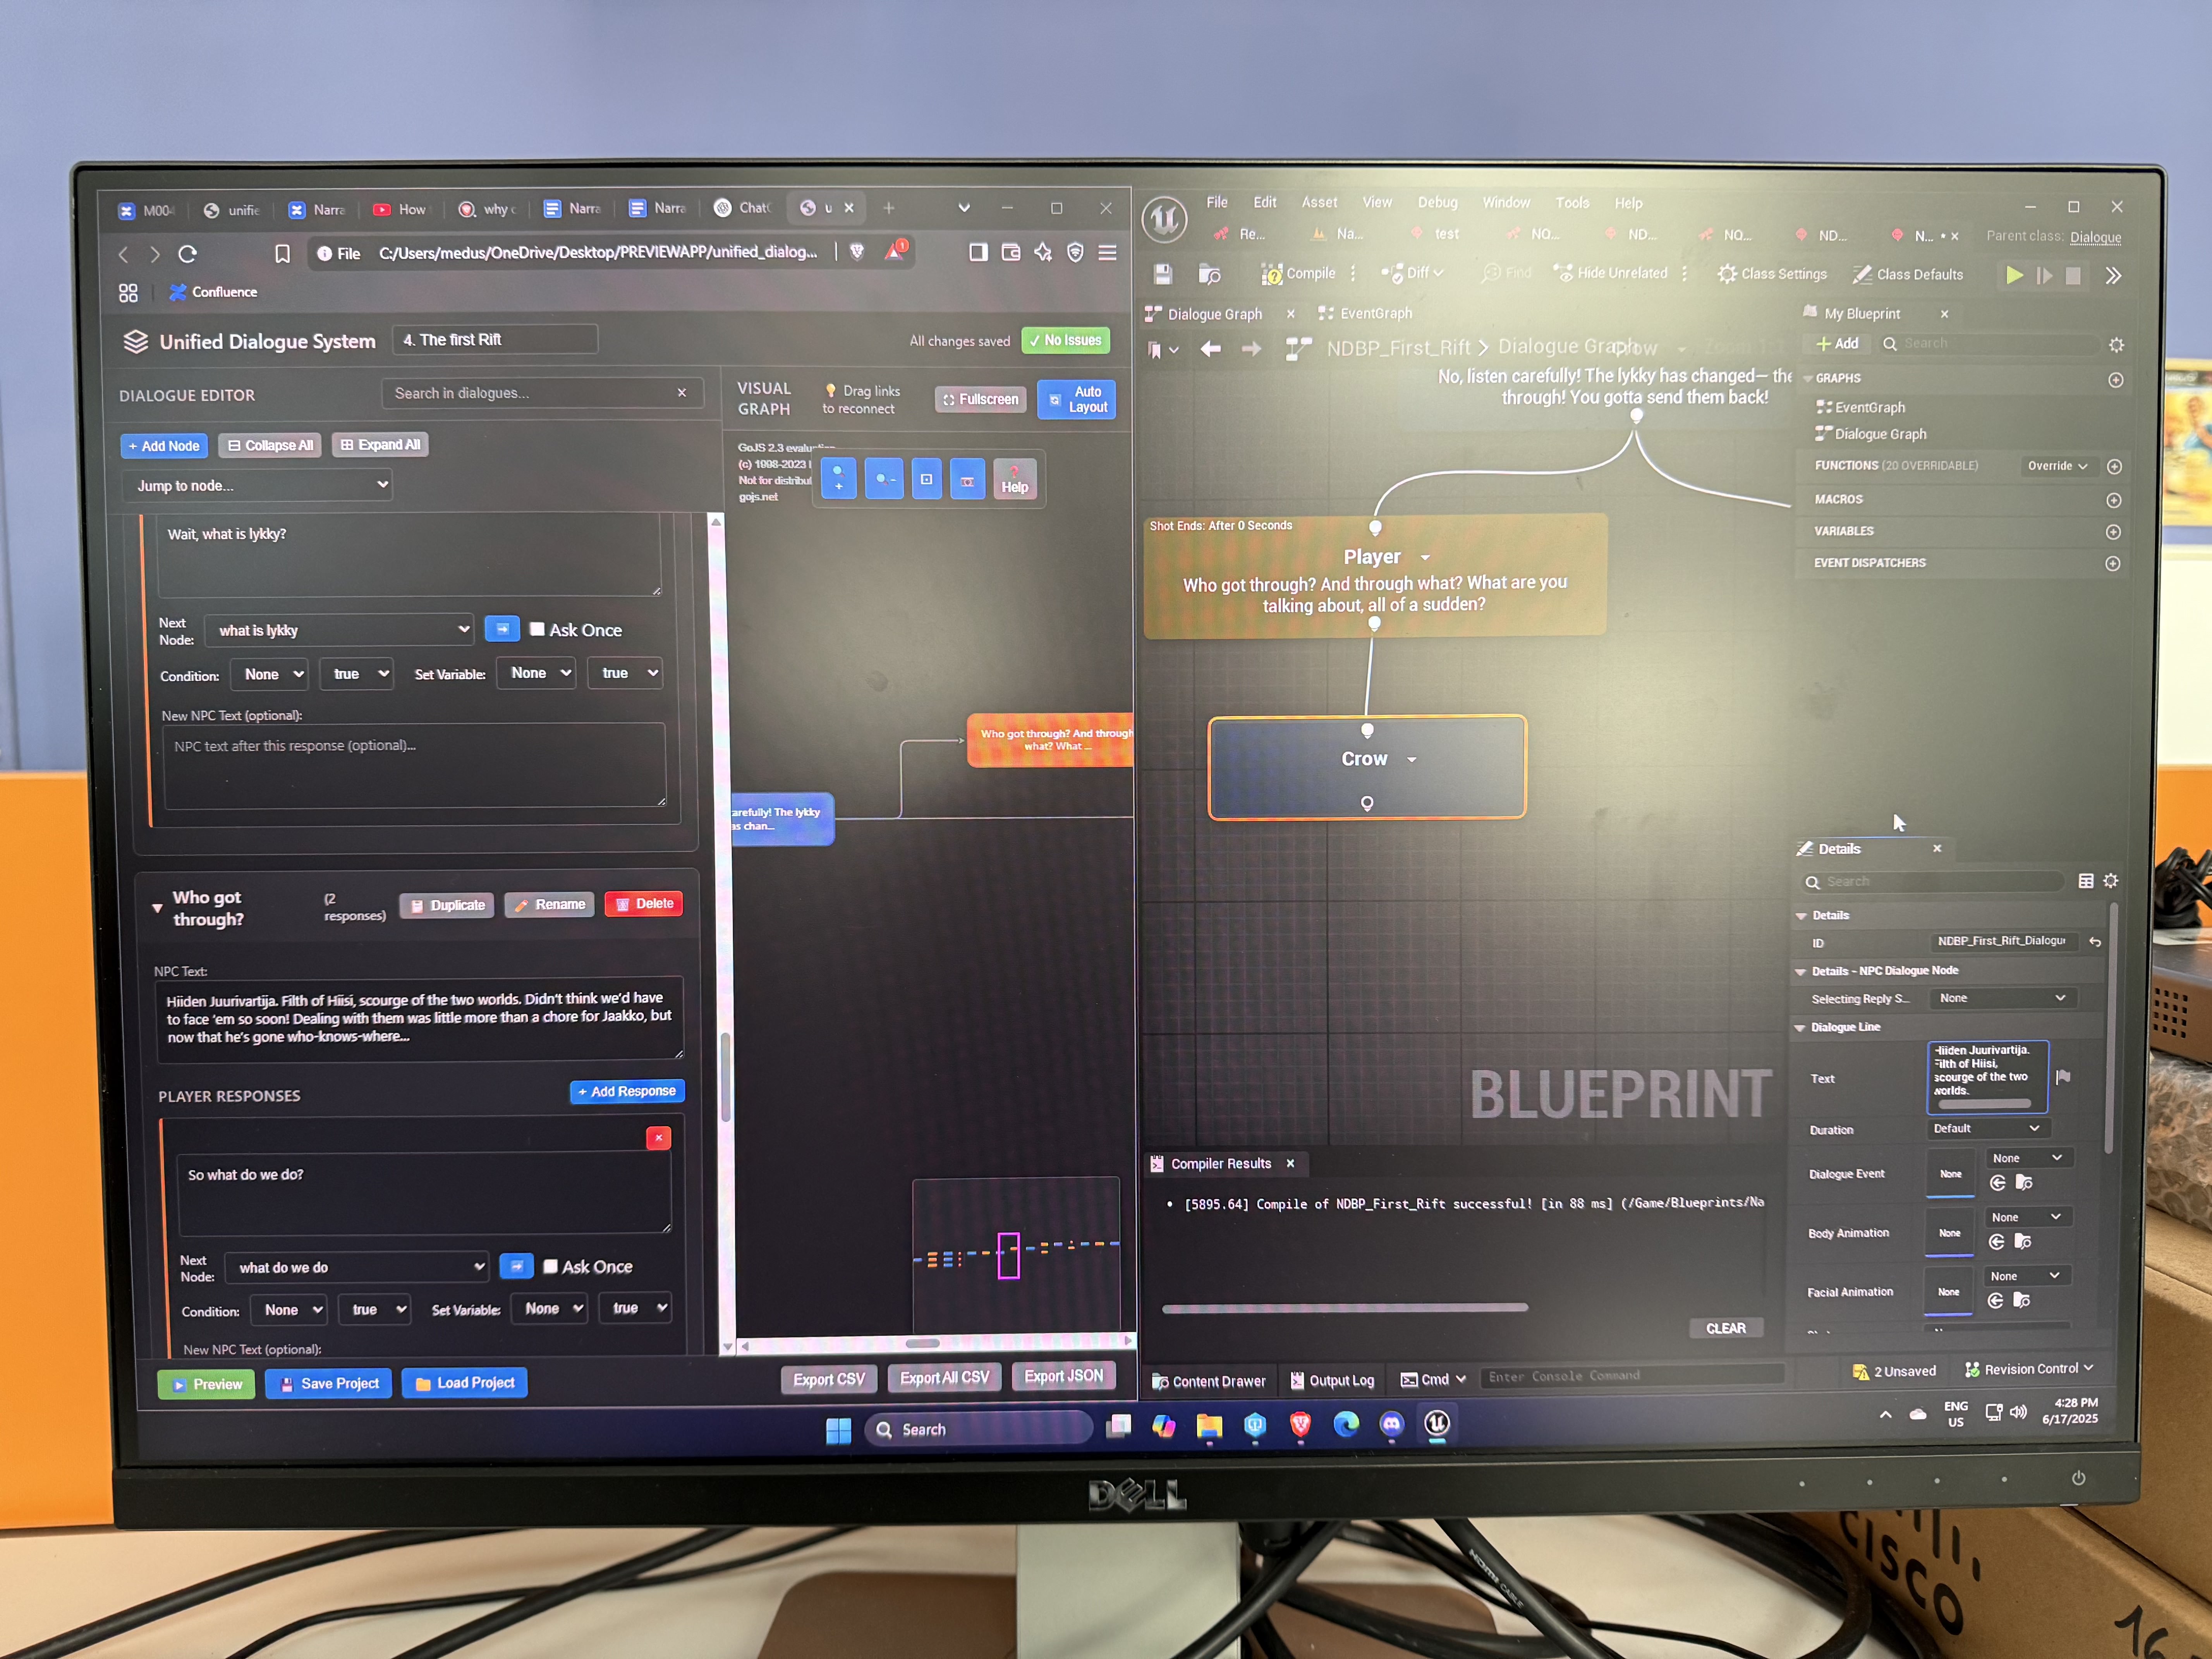 M004
unifie
Narra
How
why c
Narra
Narra
ChatG
u
File
C:/Users/medus/OneDrive/Desktop/PREVIEWAPP/unified_dialog...
1
Confluence
Unified Dialogue System
4. The first Rift
All changes saved
✓ No Issues
DIALOGUE EDITOR
Search in dialogues...
+ Add Node
Collapse All
Expand All
Jump to node...
Wait, what is lykky?
Next Node:
what is lykky
Ask Once
Condition:
None
true
Set Variable:
None
true
New NPC Text (optional):
NPC text after this response (optional)...
Who got through?
(2 responses)
Duplicate
Rename
Delete
NPC Text:
Hiiden Juurivartija. Filth of Hiisi, scourge of the two worlds. Didn't think we'd have
to face 'em so soon! Dealing with them was little more than a chore for Jaakko, but
now that he's gone who-knows-where...
PLAYER RESPONSES
+ Add Response
So what do we do?
Next Node:
what do we do
Ask Once
Condition:
None
true
Set Variable:
None
true
New NPC Text (optional):
Preview
Save Project
Load Project
VISUAL GRAPH
Drag links to reconnect
Fullscreen
Auto Layout
GoJS 2.3 evaluation
(c) 1998-2023
Not for distribut
gojs.net
Help
Who got through? And through
what? What ...
arefully! The lykky
as chan...
Export CSV
Export All CSV
Export JSON
File
Edit
Asset
View
Debug
Window
Tools
Help
Re...
Na...
test
NQ...
ND...
NQ...
ND...
N... •
Parent class: Dialogue
Compile
Diff
Find
Hide Unrelated
Class Settings
Class Defaults
Dialogue Graph
EventGraph
NDBP_First_Rift > Dialogue Graph
Crow
No, listen carefully! The lykky has changed— the
through! You gotta send them back!
Shot Ends: After 0 Seconds
Player
Who got through? And through what? What are you
talking about, all of a sudden?
Crow
BLUEPRINT
My Blueprint
+ Add
Search
GRAPHS
EventGraph
Dialogue Graph
FUNCTIONS (20 OVERRIDABLE)
Override
MACROS
VARIABLES
EVENT DISPATCHERS
Details
Search
Details
ID
NDBP_First_Rift_Dialogu
Details - NPC Dialogue Node
Selecting Reply S...
None
Dialogue Line
Text
Hiiden Juurivartija.
Filth of Hiisi,
scourge of the two
worlds.
Duration
Default
Dialogue Event
None
None
Body Animation
None
None
Facial Animation
None
None
Compiler Results
• [5895.64] Compile of NDBP_First_Rift successful! [in 88 ms] (/Game/Blueprints/Na
CLEAR
Content Drawer
Output Log
Cmd
Enter Console Command
2 Unsaved
Revision Control
Search
ENG
US
4:28 PM
6/17/2025
DELL
HDMI CABLE
CISCO
16